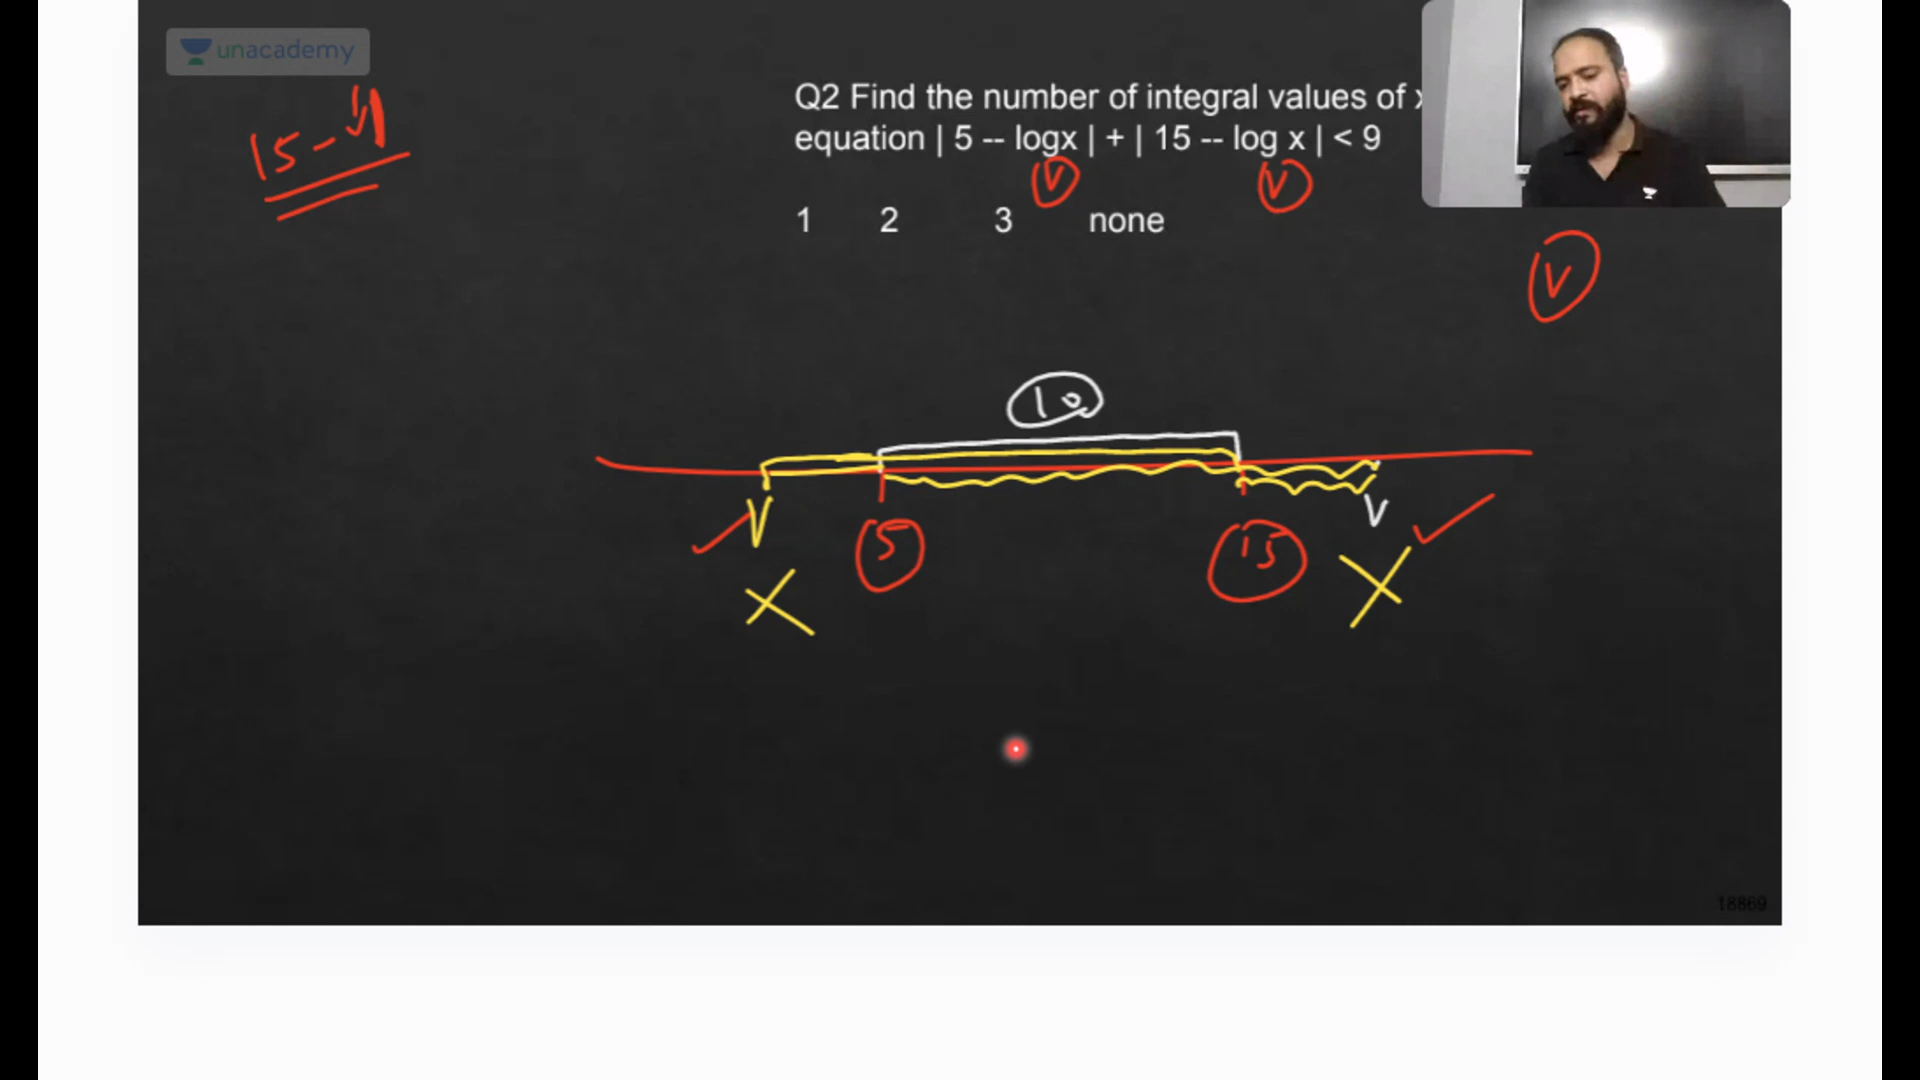 unacademy
15-y
Q2 Find the number of integral values of
equation | 5 -- logx | + | 15 -- log x | < 9
V V
1 2 3 none
V
10
V 5 15 V
18869